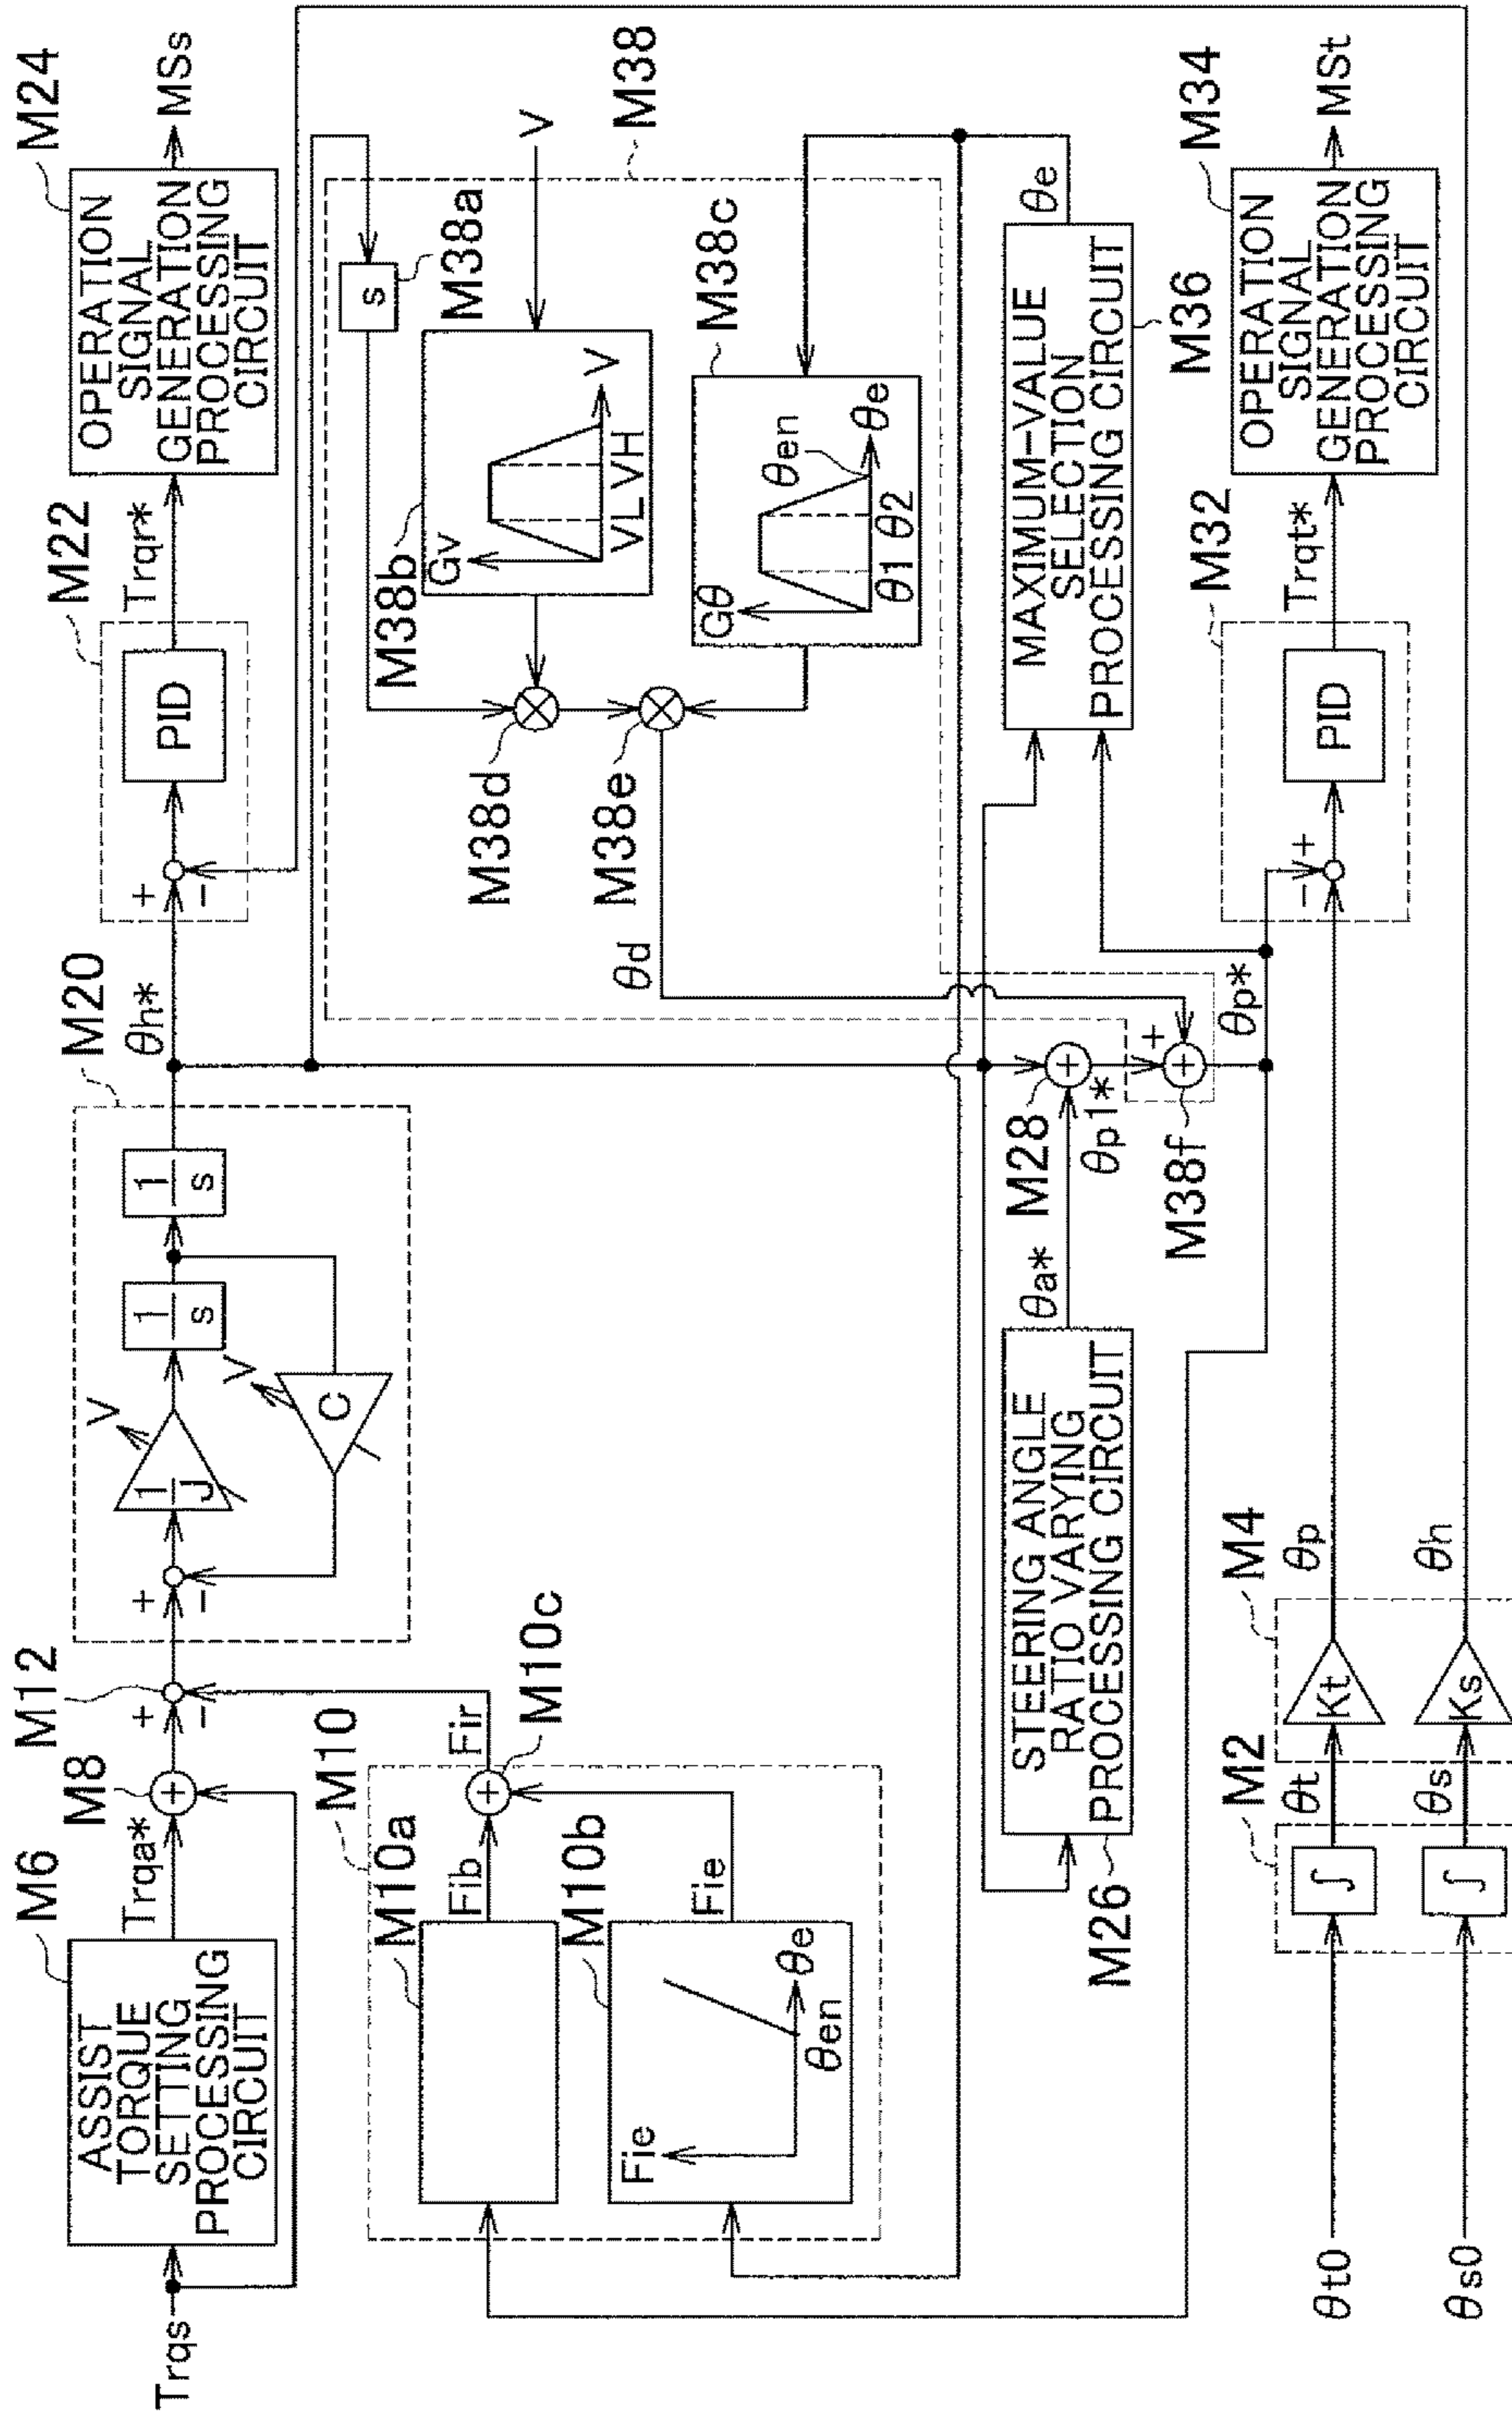 Trqs
ASSIST
TORQUE
SETTING
PROCESSING
CIRCUIT
M6
Trqa*
M8
+
M12
+
−
+
−
1
J
V
1
s
V
C
1
s
M20
θh*
+
−
M22
PID
Trqr*
OPERATION
SIGNAL
GENERATION
PROCESSING
CIRCUIT
M24
MSs
M10
M10a
Fib
Fir
+
M10c
M10b
Fie
θe
θen
Fie
s
M38a
M38
V
M38b
Gv
V
VL VH
M38d
M38e
M38c
Gθ
θen
θe
θ1 θ2
θd
STEERING ANGLE
RATIO VARYING
PROCESSING CIRCUIT
M26
θa*
M28
+
θp1*
+
+
M38f
θp*
MAXIMUM-VALUE
SELECTION
PROCESSING CIRCUIT
θe
M36
θt0
θs0
M2
∫
∫
θt
θs
M4
Kt
Ks
θp
θh
−
+
M32
PID
Trqt*
OPERATION
SIGNAL
GENERATION
PROCESSING
CIRCUIT
M34
MSt